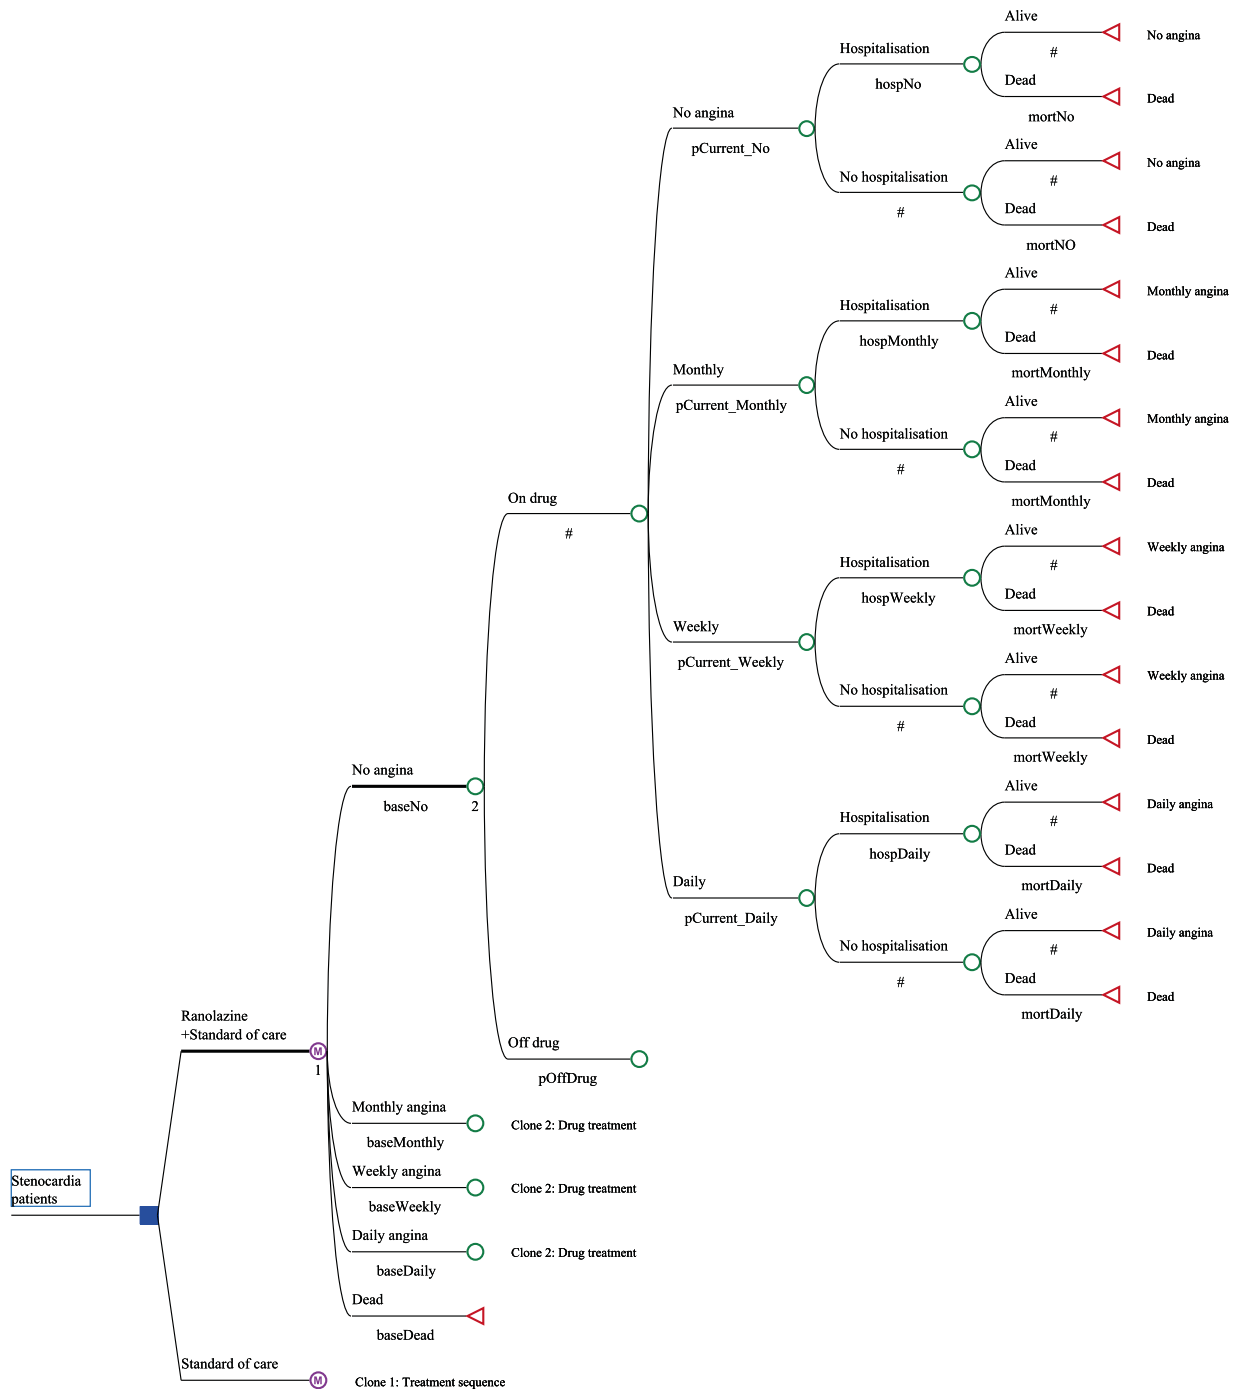 Alive
No angina
#
Hospitalisation
hospNo
Dead
Dead
mortNo
No angina
pCurrent_No
Alive
No angina
#
No hospitalisation
#
Dead
Dead
mortNO
Alive
Monthly angina
#
Hospitalisation
hospMonthly
Dead
Dead
mortMonthly
Monthly
pCurrent_Monthly
Alive
Monthly angina
#
No hospitalisation
#
Dead
Dead
mortMonthly
On drug
#
Alive
Weekly angina
#
Hospitalisation
hospWeekly
Dead
Dead
mortWeekly
Weekly
pCurrent_Weekly
Alive
Weekly angina
#
No hospitalisation
#
Dead
Dead
mortWeekly
No angina
baseNo
2
Alive
Daily angina
#
Hospitalisation
hospDaily
Dead
Dead
mortDaily
Daily
pCurrent_Daily
Alive
Daily angina
#
No hospitalisation
#
Dead
Dead
mortDaily
Ranolazine
+Standard of care
M
1
Off drug
pOffDrug
Monthly angina
baseMonthly
Clone 2: Drug treatment
Weekly angina
baseWeekly
Clone 2: Drug treatment
Stenocardia
patients
Daily angina
baseDaily
Clone 2: Drug treatment
Dead
baseDead
Standard of care
M
Clone 1: Treatment sequence